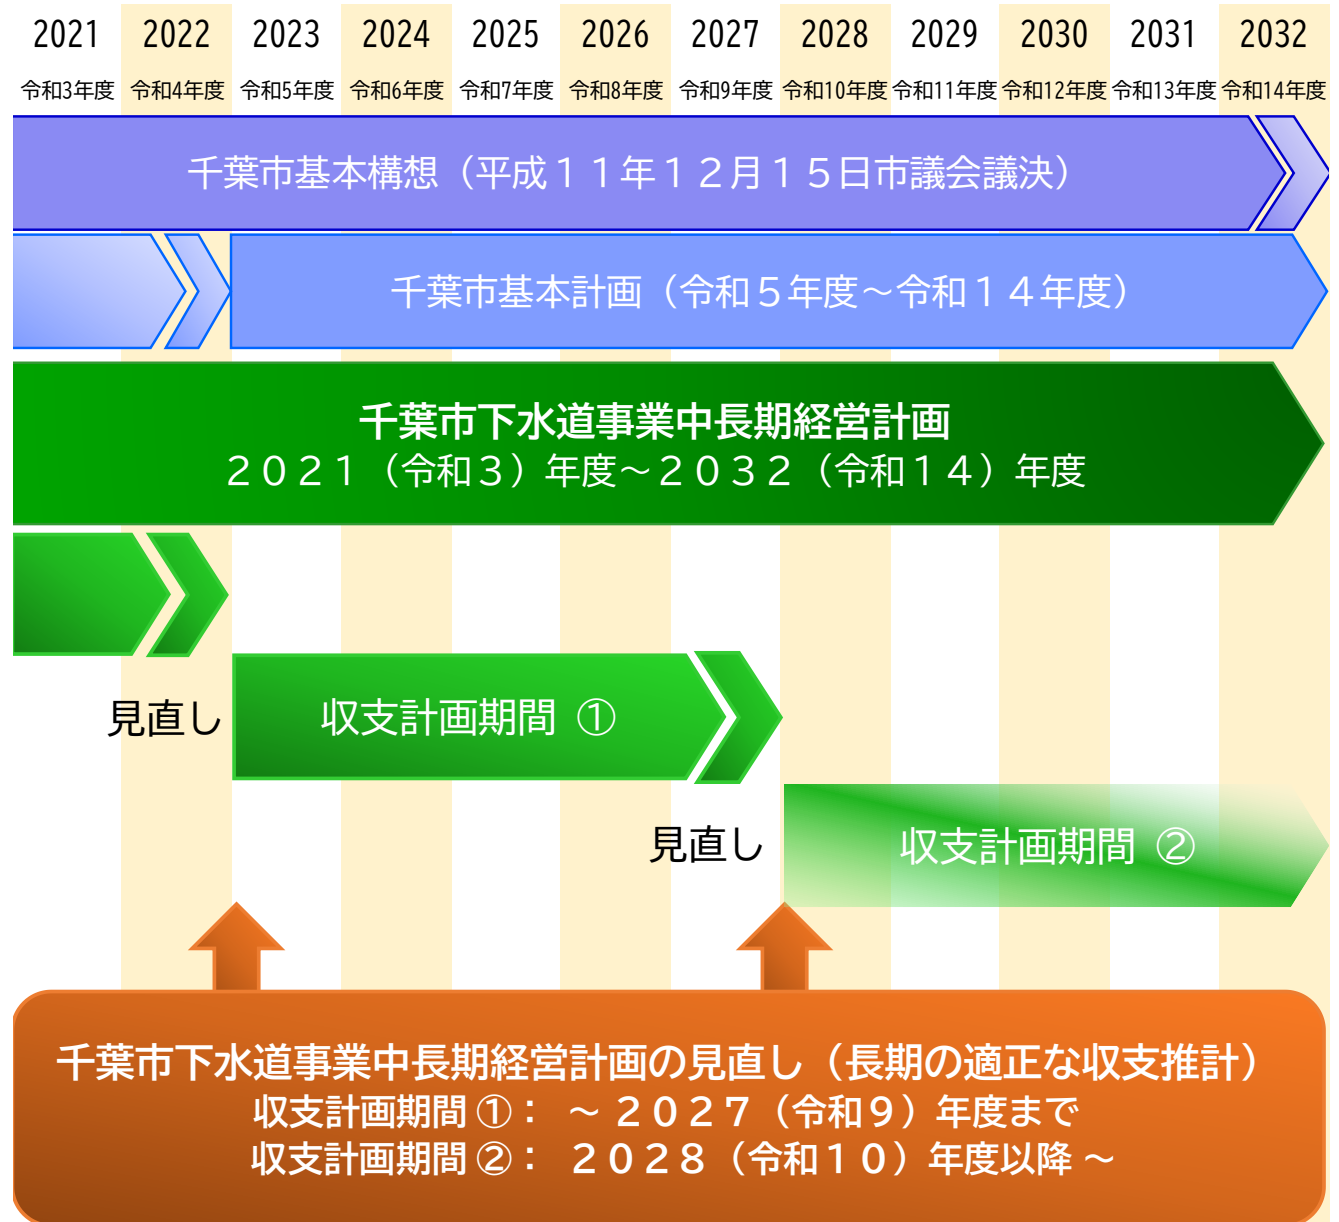 2021 2022 2023 2024 2025 2026 2027 2028 2029 2030 2031 2032
令和3年度 令和4年度 令和5年度 令和6年度 令和7年度 令和8年度 令和9年度 令和10年度 令和11年度 令和12年度 令和13年度 令和14年度
千葉市基本構想（平成１１年１２月１５日市議会議決）
千葉市基本計画（令和５年度～令和１４年度）
千葉市下水道事業中長期経営計画
２０２１（令和３）年度～２０３２（令和１４）年度
見直し 収支計画期間 ①
見直し 収支計画期間 ②
千葉市下水道事業中長期経営計画の見直し（長期の適正な収支推計）
収支計画期間 ①： ～２０２７（令和９）年度まで
収支計画期間 ②： ２０２８（令和１０）年度以降～